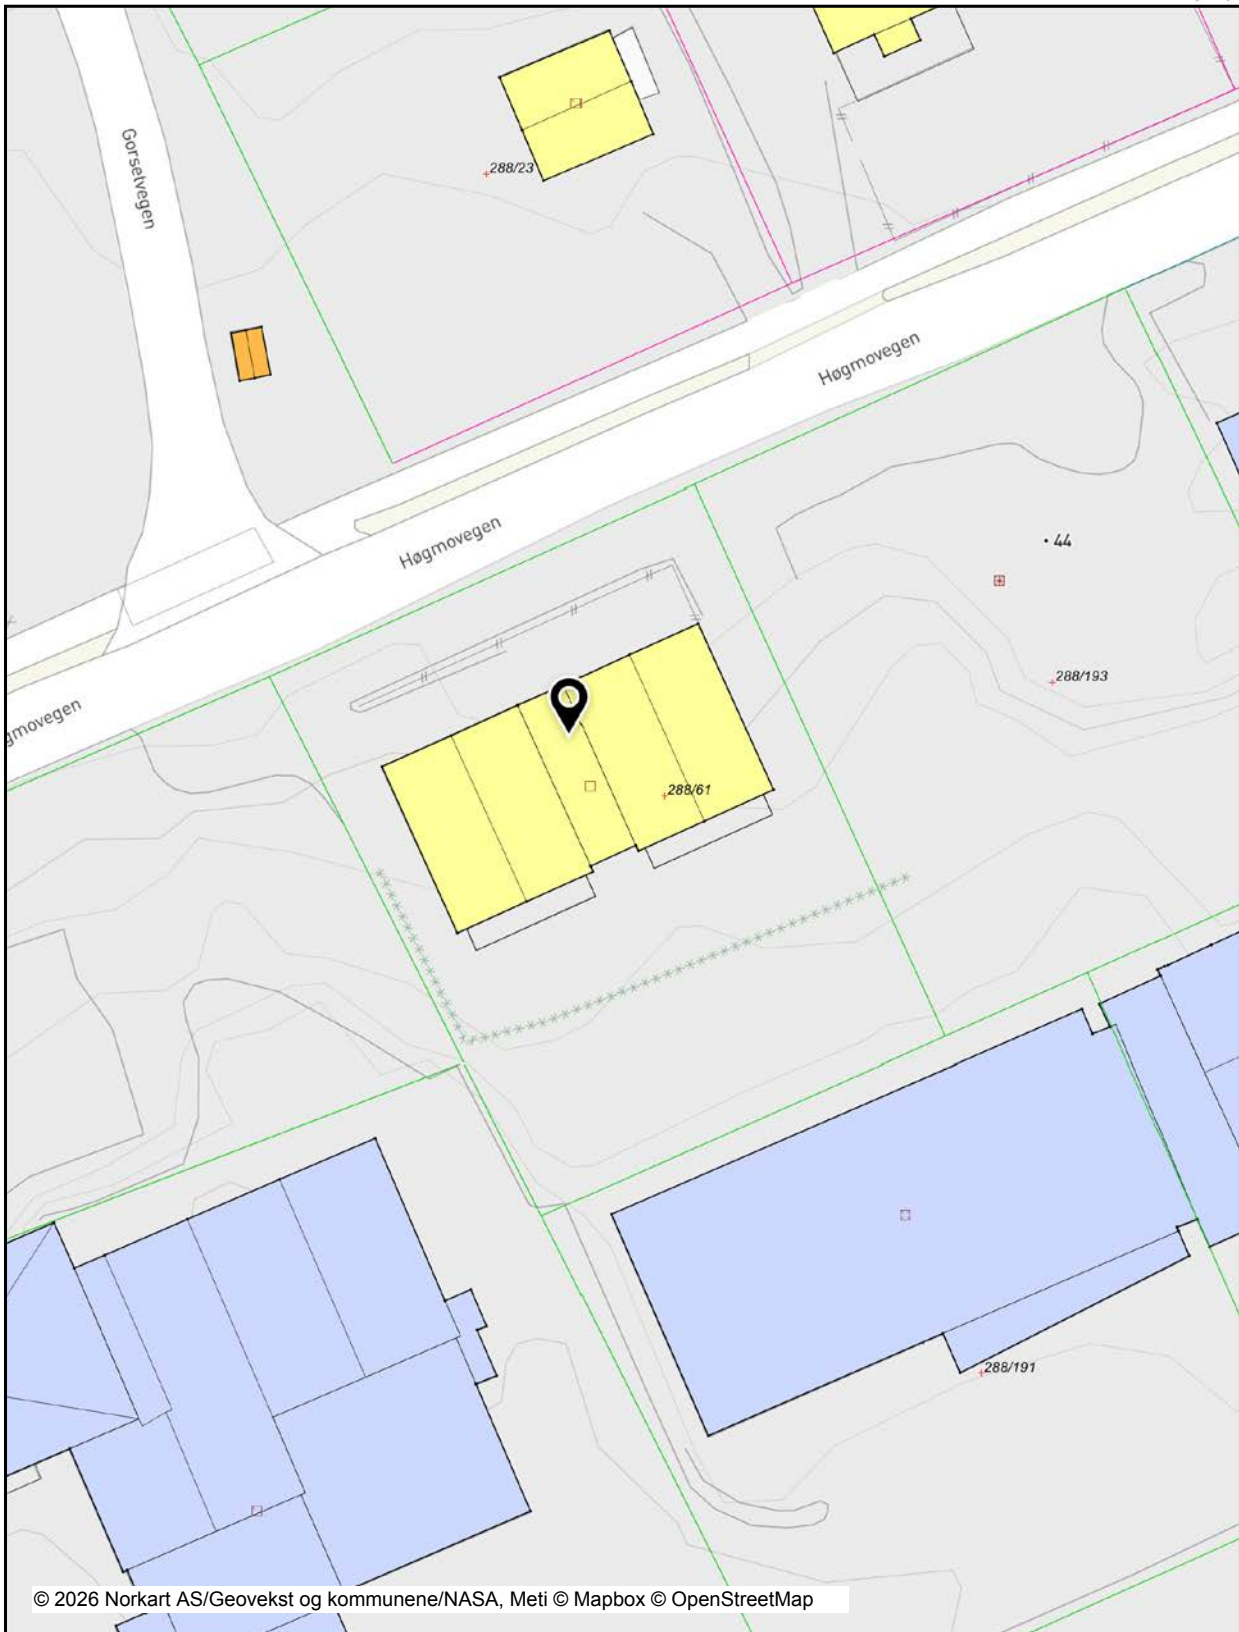 Gorsetvegen
288/23
Høgmovegen
Høgmovegen
44
288/193
gmovegen
288/61
288/191
© 2026 Norkart AS/Geovekst og kommunene/NASA, Meti © Mapbox © OpenStreetMap